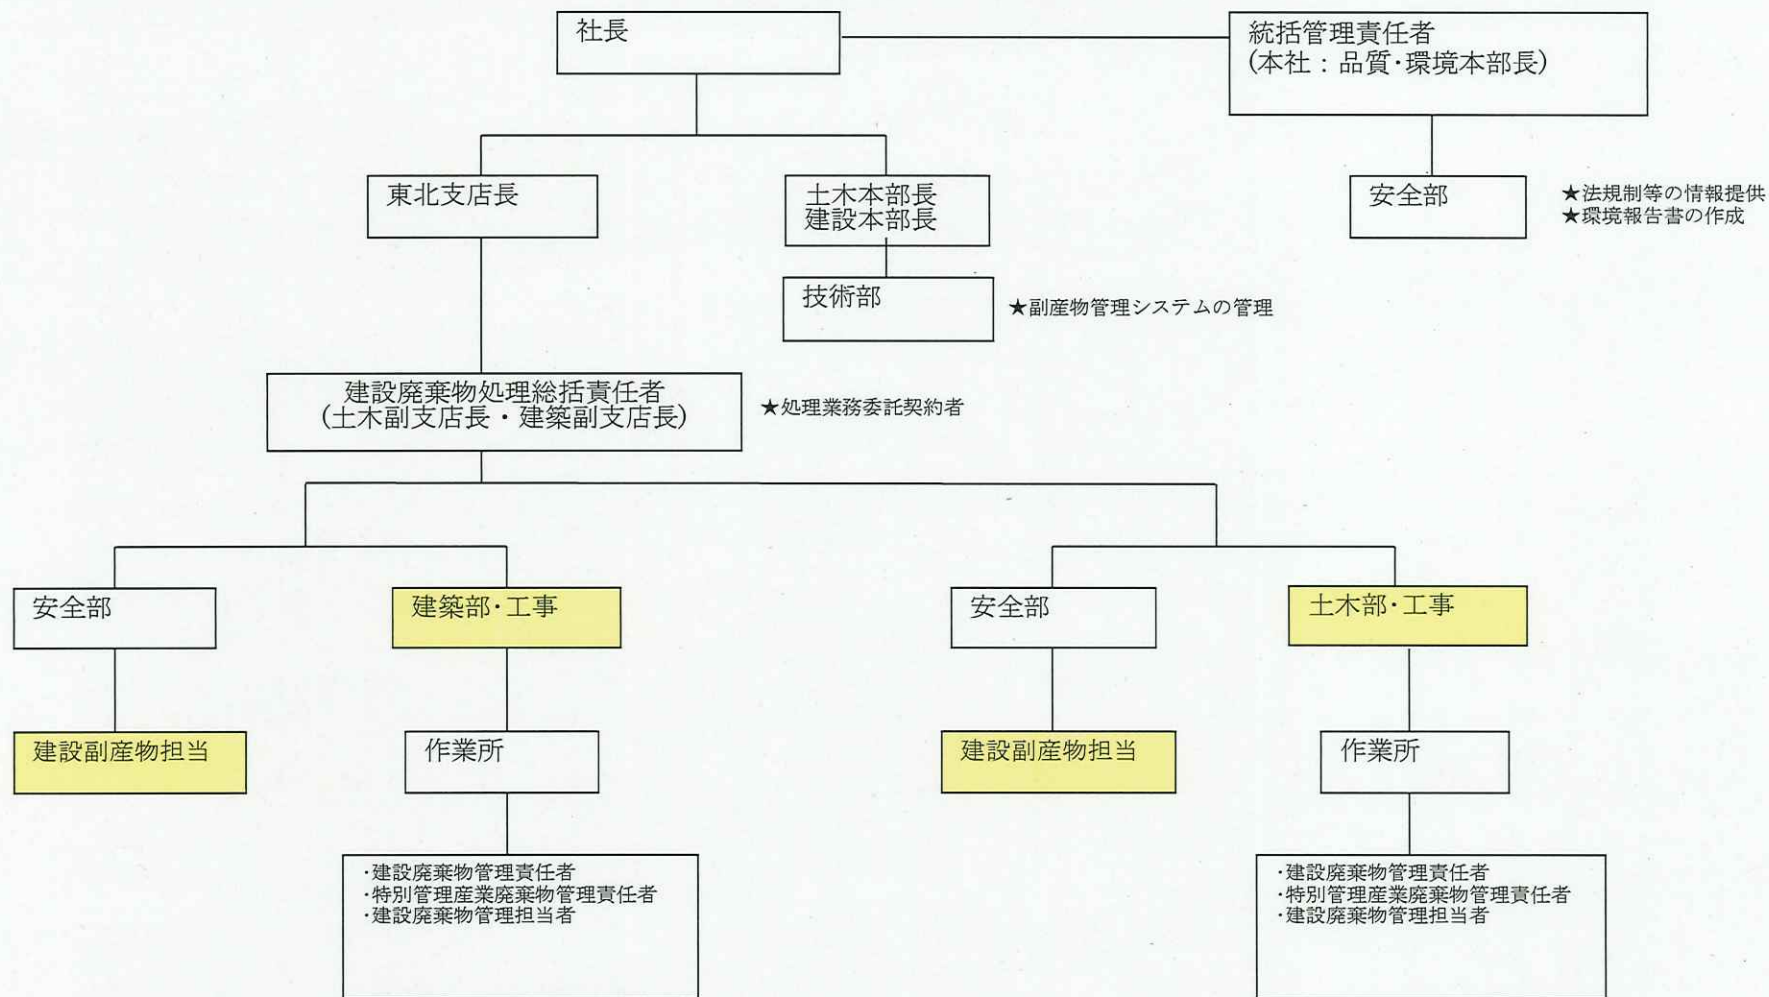 社長
統括管理責任者
(本社：品質･環境本部長)
東北支店長
土木本部長
建設本部長
安全部
★法規制等の情報提供
★環境報告書の作成
技術部
★副産物管理システムの管理
建設廃棄物処理総括責任者
(土木副支店長・建築副支店長)
★処理業務委託契約者
安全部
建築部･工事
安全部
土木部･工事
建設副産物担当
作業所
建設副産物担当
作業所
･建設廃棄物管理責任者
･特別管理産業廃棄物管理責任者
･建設廃棄物管理担当者
･建設廃棄物管理責任者
･特別管理産業廃棄物管理責任者
･建設廃棄物管理担当者